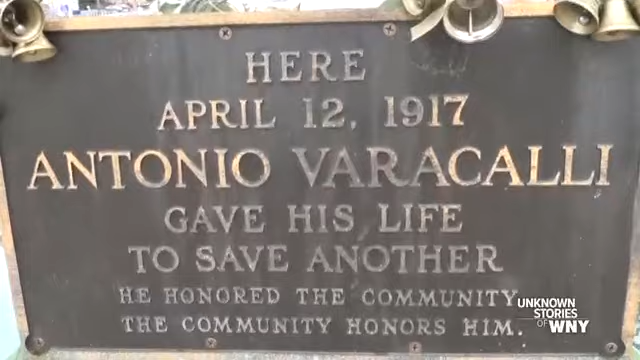 HERE
APRIL 12, 1917
ANTONIO VARACALLI
GAVE HIS LIFE
TO SAVE ANOTHER
HE HONORED THE COMMUNITY
THE COMMUNITY HONORS HIM.
UNKNOWN
STORIES
OF WNY